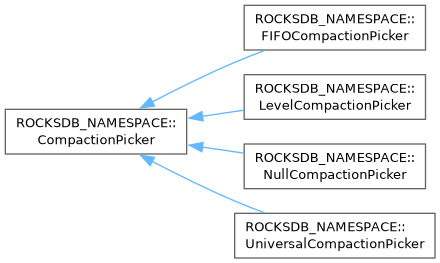 ROCKSDB_NAMESPACE::
FIFOCompactionPicker
ROCKSDB_NAMESPACE::
LevelCompactionPicker
ROCKSDB_NAMESPACE::
CompactionPicker
ROCKSDB_NAMESPACE::
NullCompactionPicker
ROCKSDB_NAMESPACE::
UniversalCompactionPicker